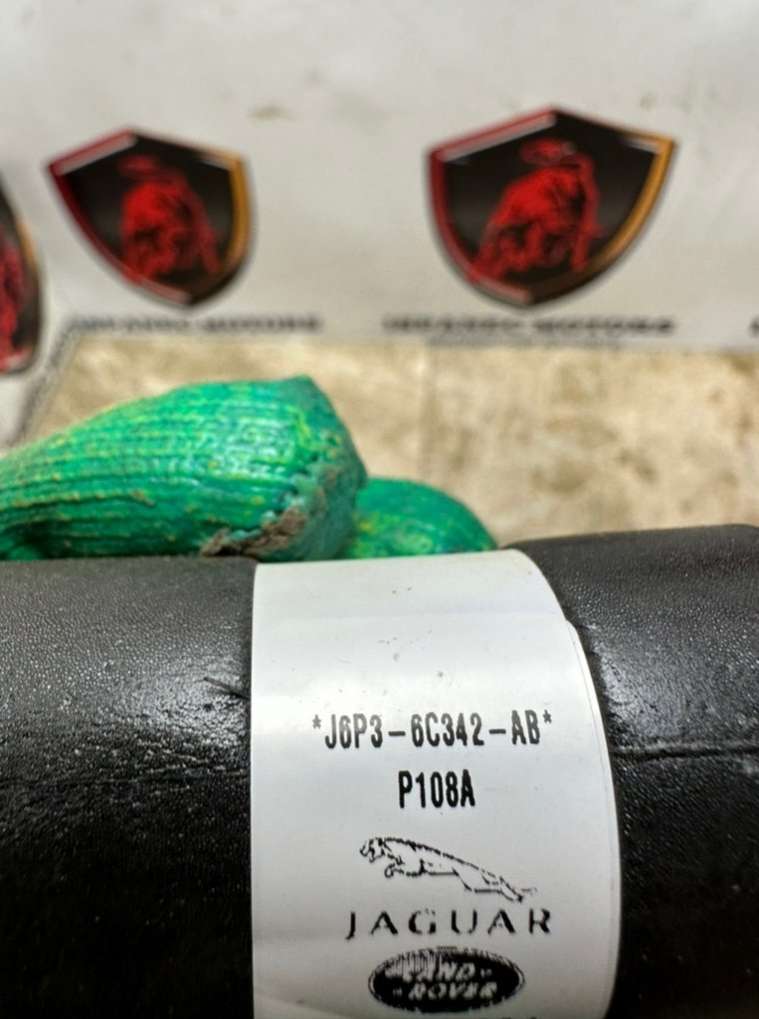 *J6P3-6C342-AB*
P108A
JAGUAR
LAND-
-ROVER